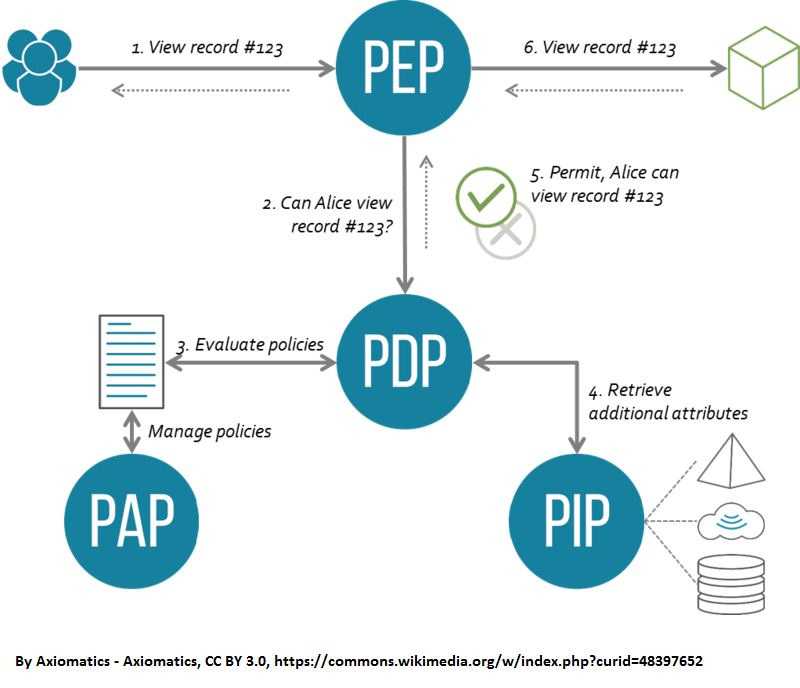 1. View record #123
6. View record #123
PEP
5. Permit, Alice can
view record #123
2. Can Alice view
record #123?
3. Evaluate policies
PDP
4. Retrieve
additional attributes
Manage policies
PAP
PIP
By Axiomatics - Axiomatics, CC BY 3.0, https://commons.wikimedia.org/w/index.php?curid=48397652